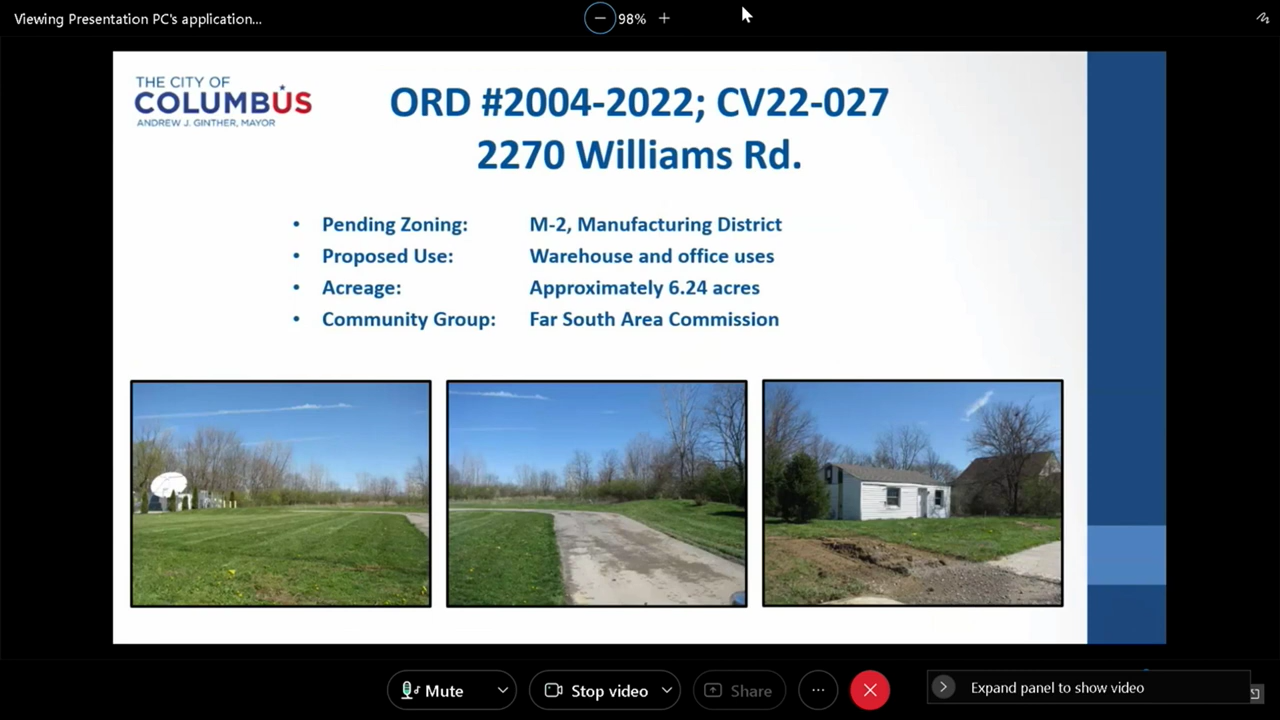 Viewing Presentation PC's application...
98%
THE CITY OF
COLUMBUS
ANDREW J. GINTHER, MAYOR
ORD #2004-2022; CV22-027
2270 Williams Rd.
• Pending Zoning: M-2, Manufacturing District
• Proposed Use: Warehouse and office uses
• Acreage: Approximately 6.24 acres
• Community Group: Far South Area Commission
Mute
Stop video
Share
Expand panel to show video